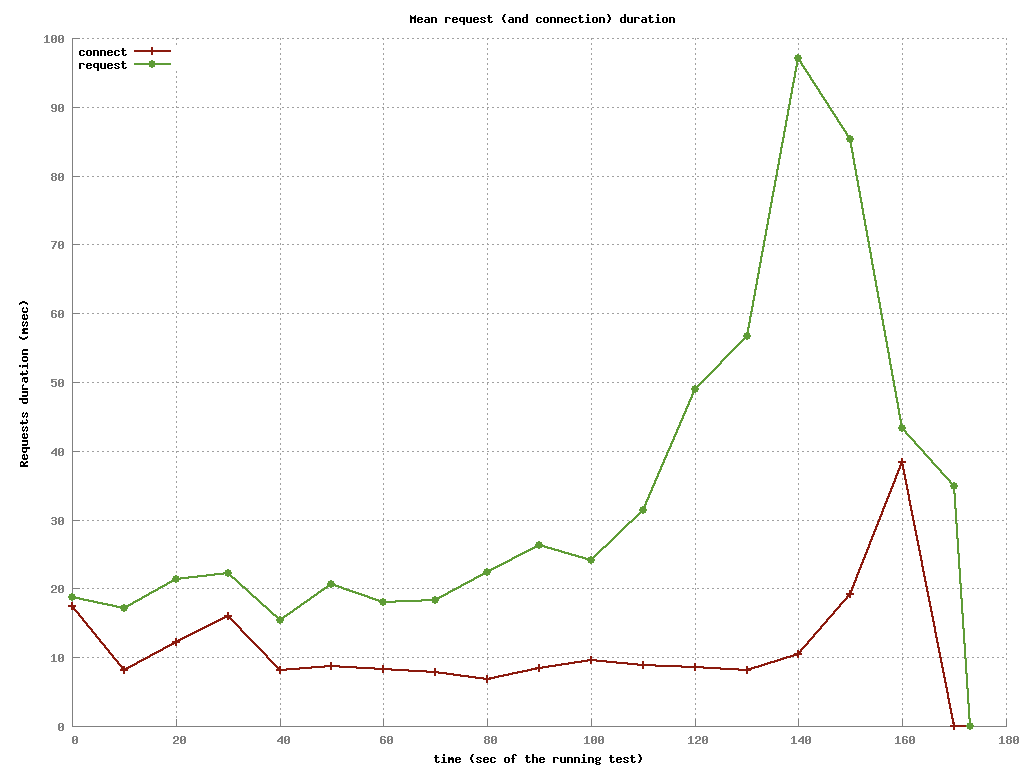 Mean request (and connection) duration
connect
request
100
90
80
70
60
50
40
30
20
10
0
Requests duration (msec)
0 20 40 60 80 100 120 140 160 180
time (sec of the running test)